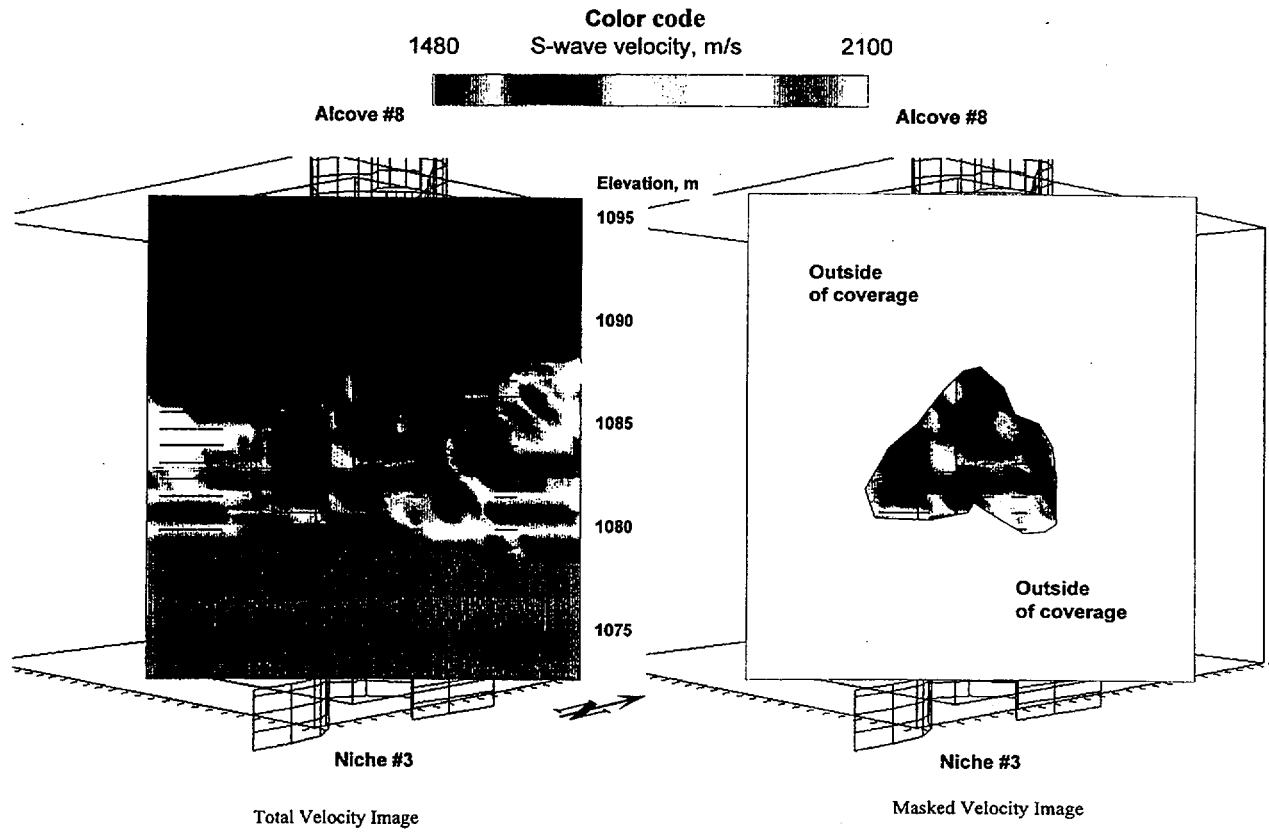 Color code
1480 S-wave velocity, m/s 2100
Alcove #8
Alcove #8
Elevation, m
1095
1090
1085
1080
1075
Outside
of coverage
Outside
of coverage
Niche #3
Niche #3
Total Velocity Image
Masked Velocity Image